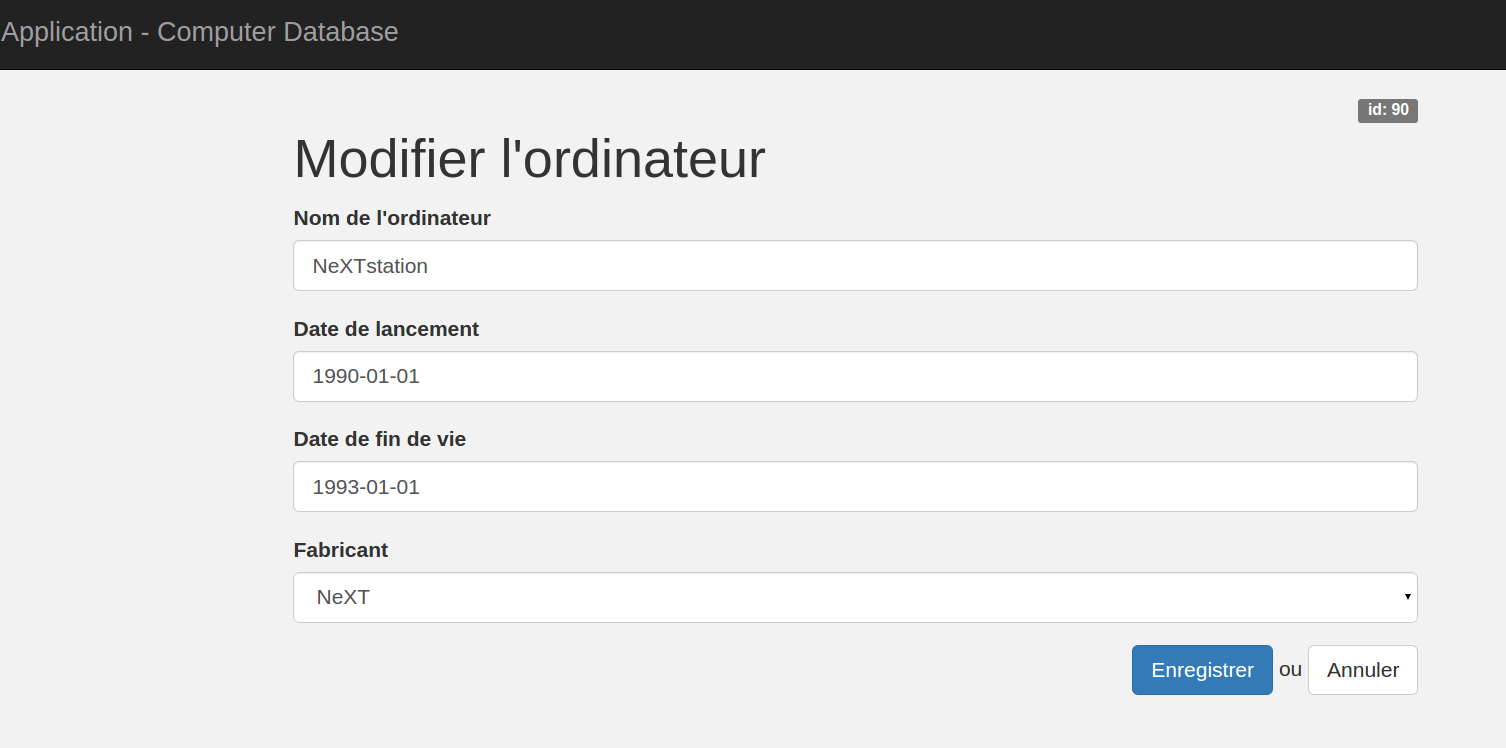 Application - Computer Database
id: 90
Modifier l'ordinateur
Nom de l'ordinateur
NeXTstation
Date de lancement
1990-01-01
Date de fin de vie
1993-01-01
Fabricant
NeXT
Enregistrer ou Annuler